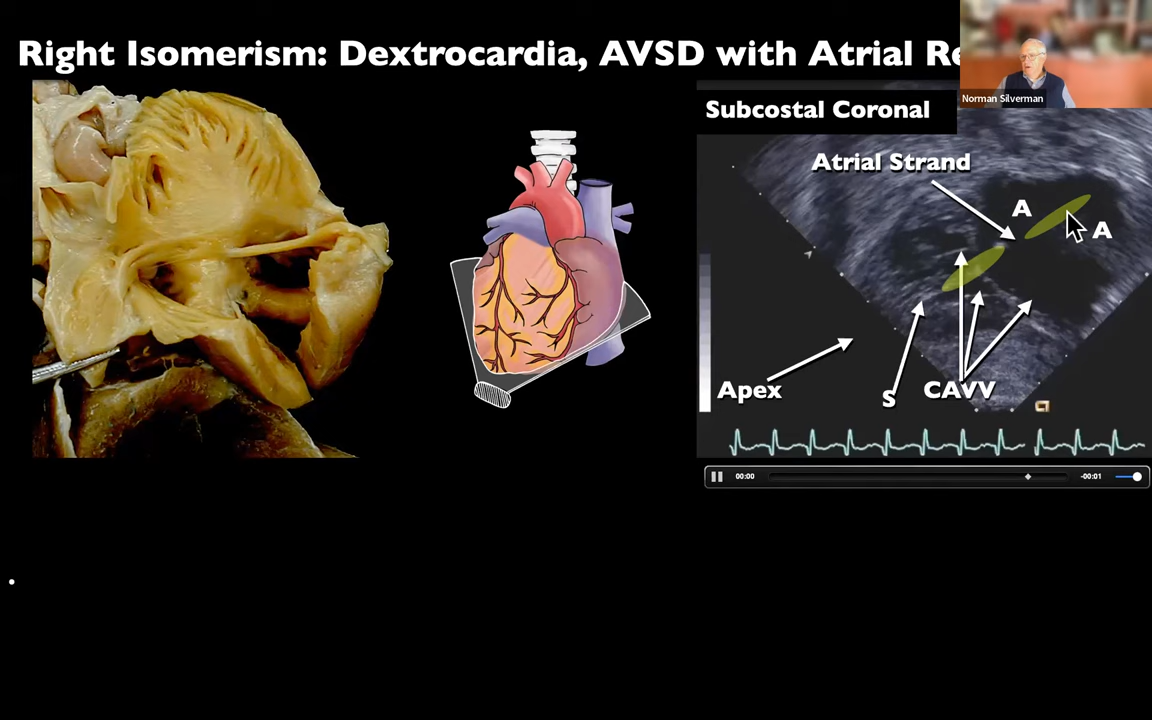 Right Isomerism: Dextrocardia, AVSD with Atrial Re
Norman Silverman
Subcostal Coronal
Atrial Strand
A
A
Apex
S
CAVV
00:00
-00:01